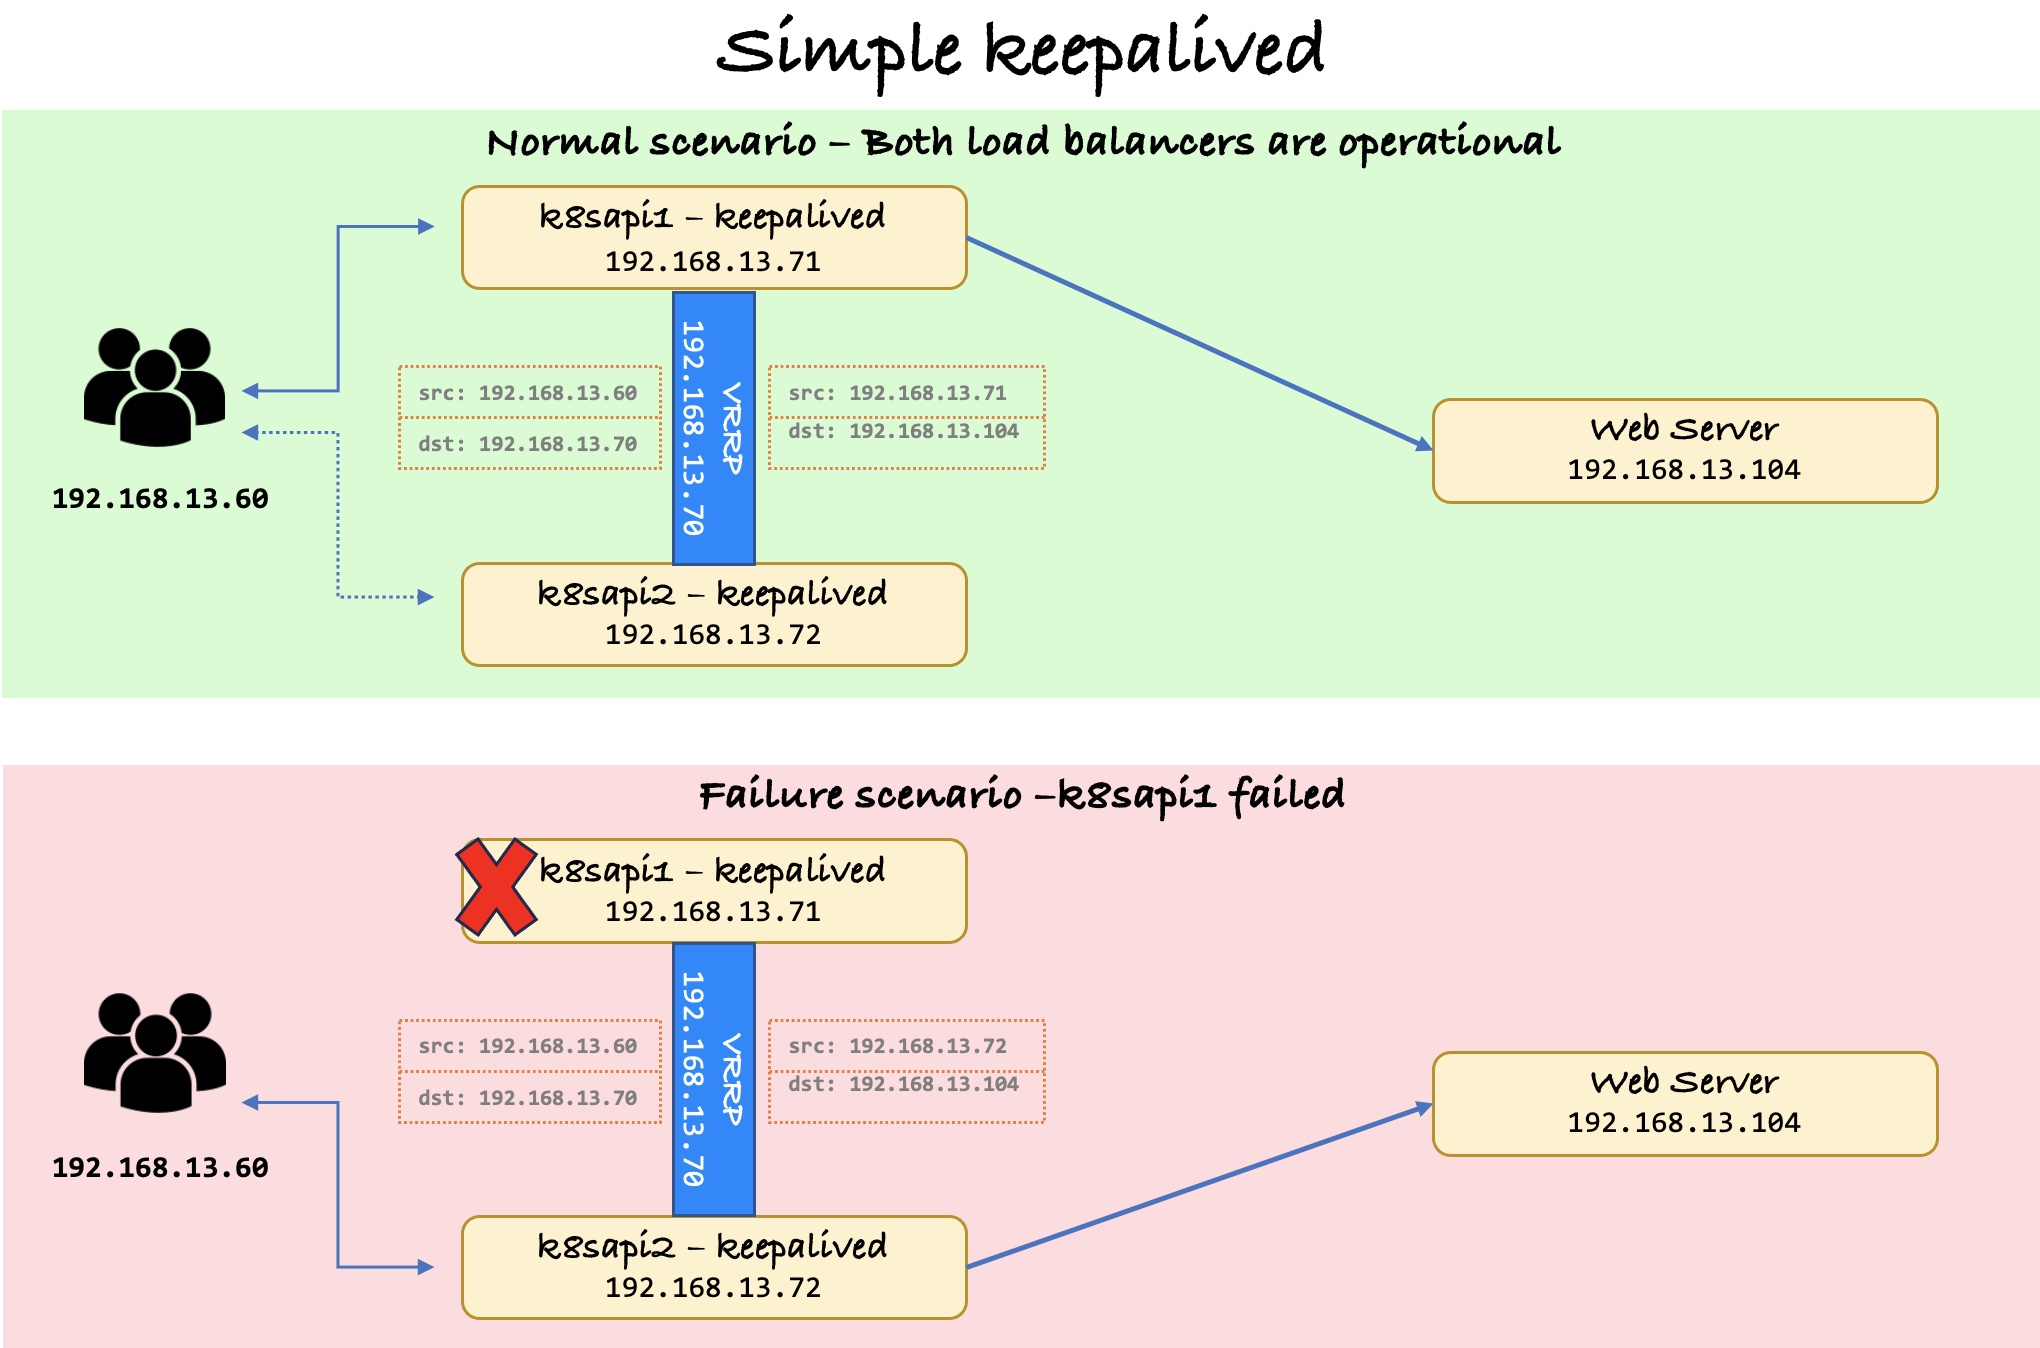 Simple keepalived
Normal scenario – Both load balancers are operational
k8sapi1 – keepalived
192.168.13.71
192.168.13.60
src: 192.168.13.60
dst: 192.168.13.70
VRRP
192.168.13.70
src: 192.168.13.71
dst: 192.168.13.104
Web Server
192.168.13.104
k8sapi2 – keepalived
192.168.13.72
Failure scenario –k8sapi1 failed
k8sapi1 – keepalived
192.168.13.71
192.168.13.60
src: 192.168.13.60
dst: 192.168.13.70
VRRP
192.168.13.70
src: 192.168.13.72
dst: 192.168.13.104
Web Server
192.168.13.104
k8sapi2 – keepalived
192.168.13.72